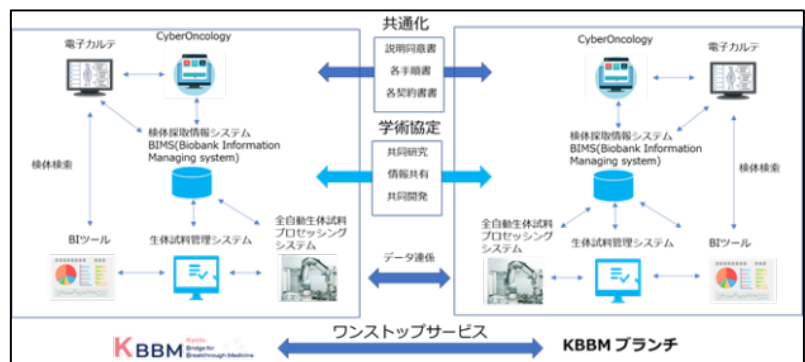 共通化
説明同意書
各手順書
各契約書書
学術協定
共同研究
情報共有
共同開発
データ連係
電子カルテ
CyberOncology
検体採取情報システム
BIMS(Biobank Information
Managing system)
検体検索
全自動生体試料
プロセッシング
システム
BIツール
生体試料管理システム
CyberOncology
電子カルテ
検体採取情報システム
BIMS(Biobank Information
Managing system)
検体検索
全自動生体試料
プロセッシング
システム
生体試料管理システム
BIツール
ワンストップサービス
KBBM
Kyoto
Bridge for
Breakthrough Medicine
KBBM ブランチ